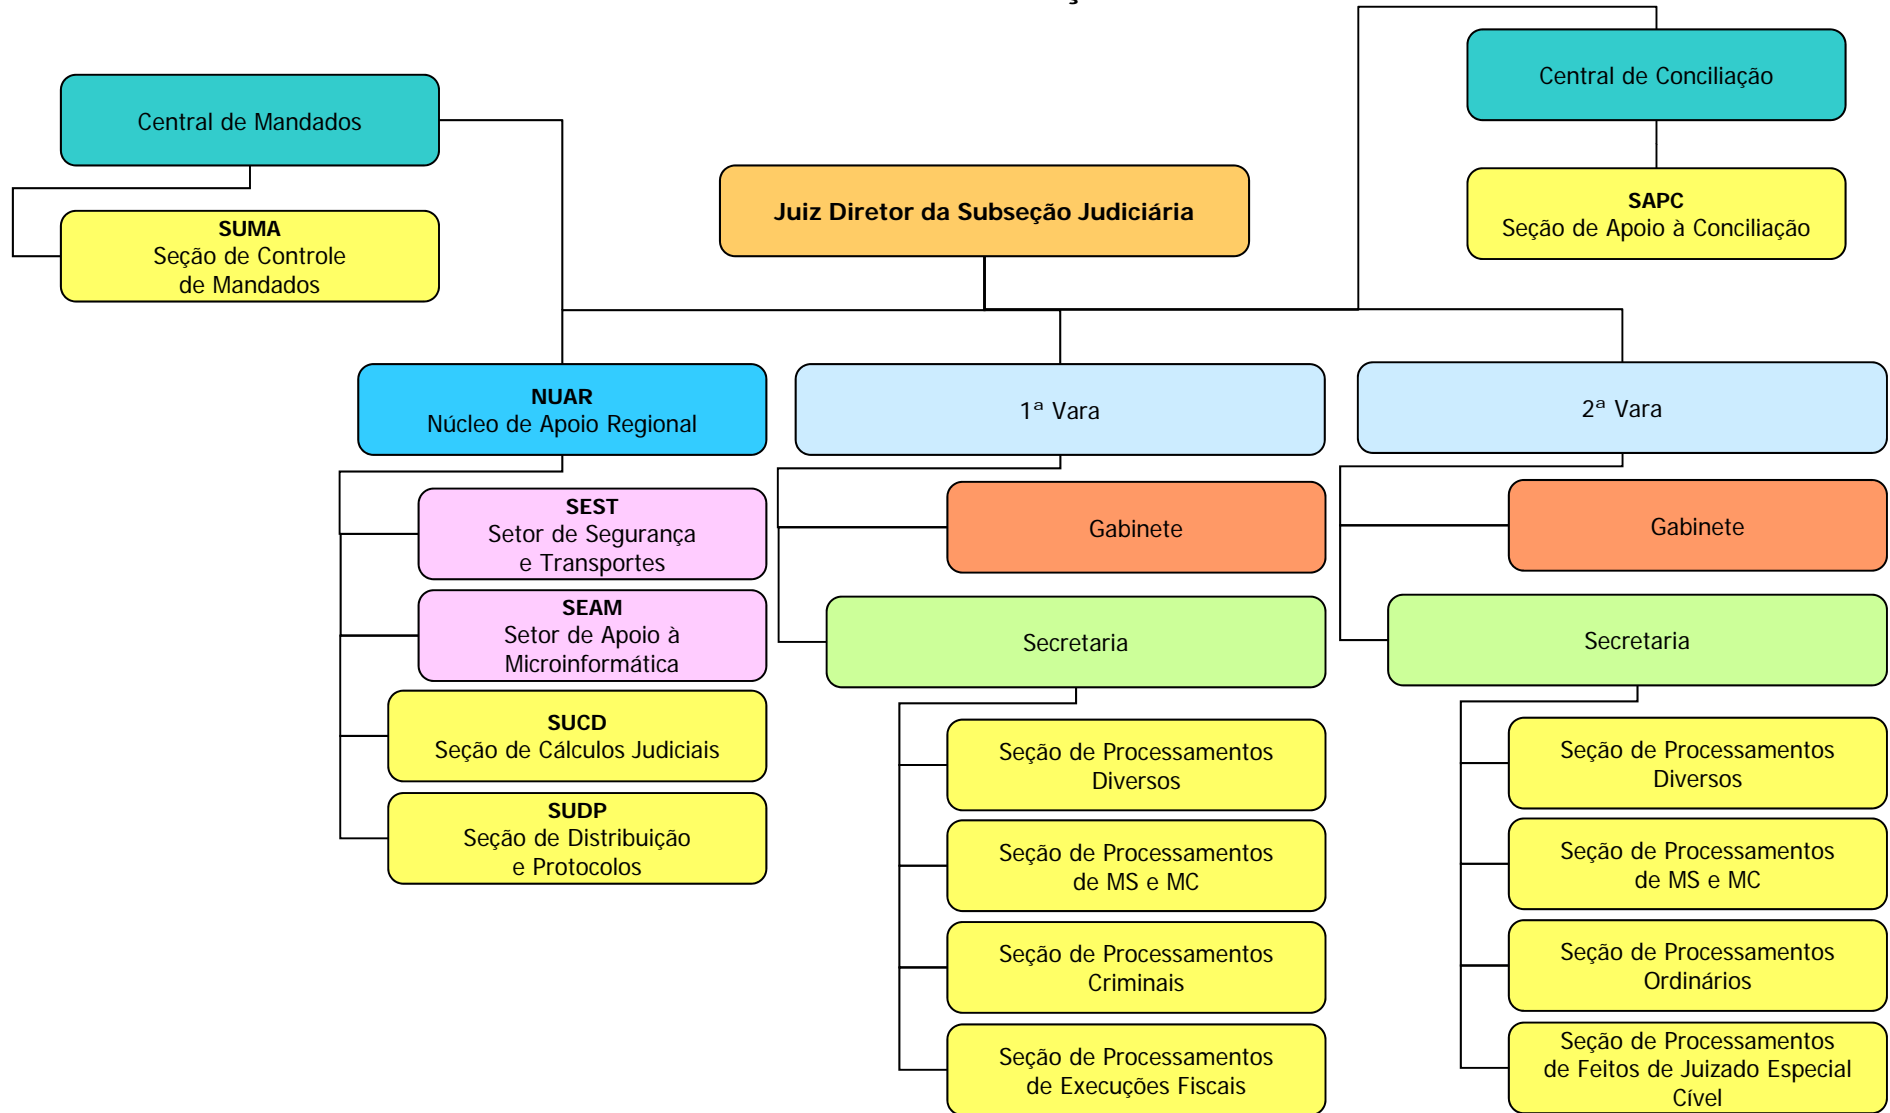 Central de Conciliação
Central de Mandados
Juiz Diretor da Subseção Judiciária
SAPC
Seção de Apoio à Conciliação
SUMA
Seção de Controle
de Mandados
NUAR
Núcleo de Apoio Regional
1ª Vara
2ª Vara
SEST
Setor de Segurança
e Transportes
SEAM
Setor de Apoio à
Microinformática
SUCD
Seção de Cálculos Judiciais
SUDP
Seção de Distribuição
e Protocolos
Gabinete
Secretaria
Seção de Processamentos
Diversos
Seção de Processamentos
de MS e MC
Seção de Processamentos
Criminais
Seção de Processamentos
de Execuções Fiscais
Gabinete
Secretaria
Seção de Processamentos
Diversos
Seção de Processamentos
de MS e MC
Seção de Processamentos
Ordinários
Seção de Processamentos
de Feitos de Juizado Especial
Cível